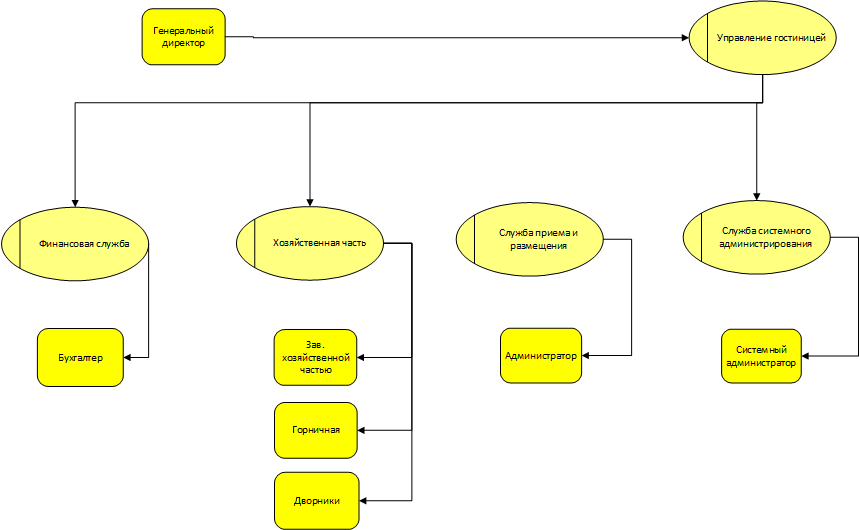 Генеральный
директор
Управление гостиницей
Финансовая служба
Хозяйственная часть
Служба приема и
размещения
Служба системного
администрирования
Бухгалтер
Зав.
хозяйственной
частью
Администратор
Системный
администратор
Горничная
Дворники